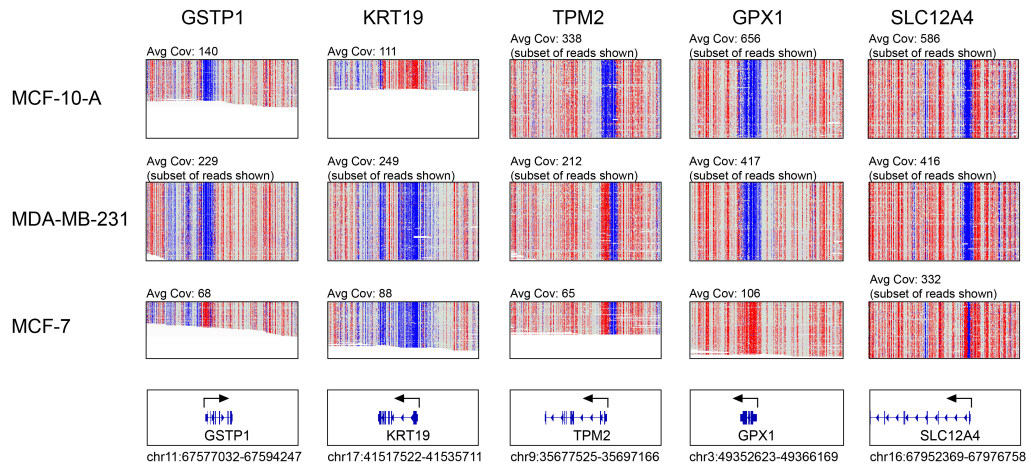 GSTP1 KRT19 TPM2 GPX1 SLC12A4
MCF-10-A
Avg Cov: 140
Avg Cov: 111
Avg Cov: 338
(subset of reads shown)
Avg Cov: 656
(subset of reads shown)
Avg Cov: 586
(subset of reads shown)
MDA-MB-231
Avg Cov: 229
(subset of reads shown)
Avg Cov: 249
(subset of reads shown)
Avg Cov: 212
(subset of reads shown)
Avg Cov: 417
(subset of reads shown)
Avg Cov: 416
(subset of reads shown)
MCF-7
Avg Cov: 68
Avg Cov: 88
Avg Cov: 65
Avg Cov: 106
Avg Cov: 332
(subset of reads shown)
GSTP1 KRT19 TPM2 GPX1 SLC12A4
chr11:67577032-67594247 chr17:41517522-41535711 chr9:35677525-35697166 chr3:49352623-49366169 chr16:67952369-67976758